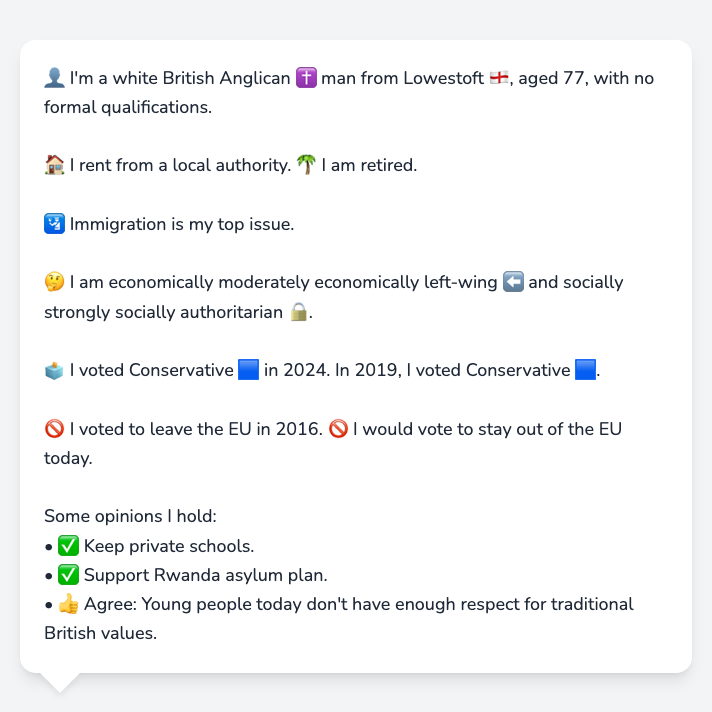 👤 I'm a white British Anglican ✝️ man from Lowestoft 🏴󠁧󠁢󠁥󠁮󠁧󠁿, aged 77, with no
formal qualifications.
🏠 I rent from a local authority. 🌴 I am retired.
🛂 Immigration is my top issue.
🤔 I am economically moderately economically left-wing ⬅️ and socially
strongly socially authoritarian 🔒.
🗳️ I voted Conservative 🟦 in 2024. In 2019, I voted Conservative 🟦.
🚫 I voted to leave the EU in 2016. 🚫 I would vote to stay out of the EU
today.
Some opinions I hold:
• ✅ Keep private schools.
• ✅ Support Rwanda asylum plan.
• 👍 Agree: Young people today don't have enough respect for traditional
British values.